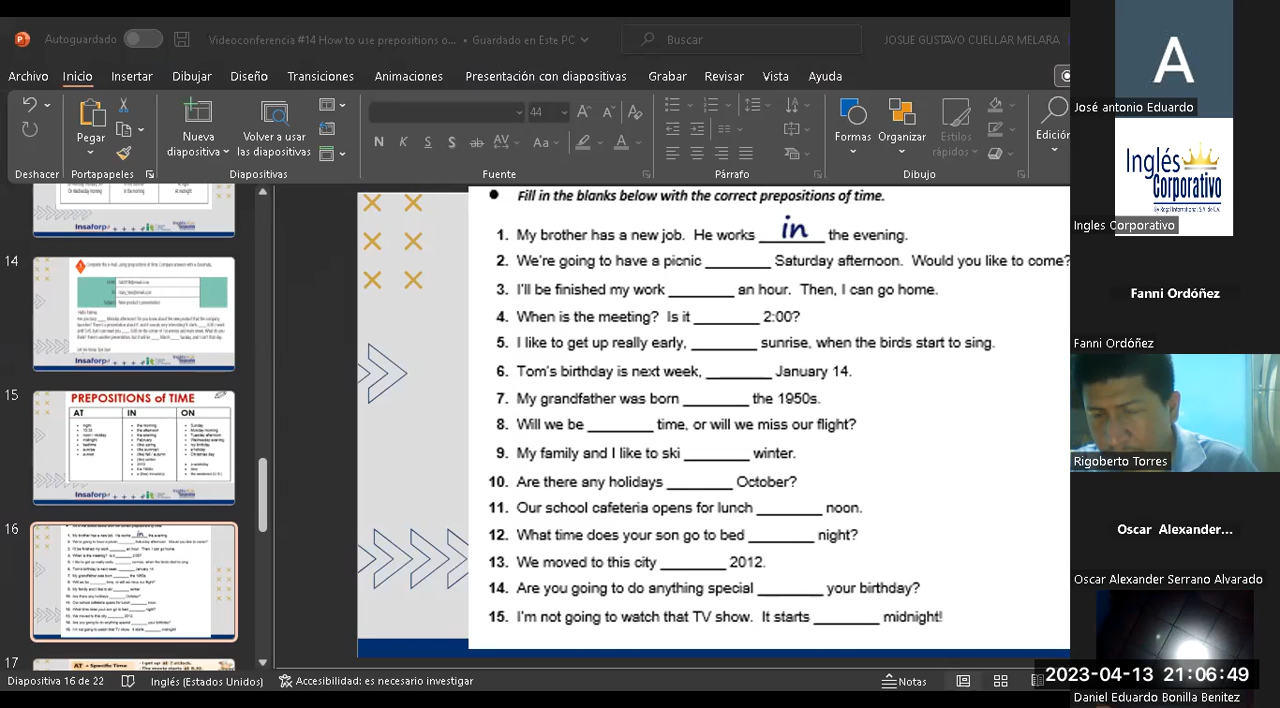 Autoguardado
Videoconferencia #14 How to use prepositions o... • Guardado en Este PC
Buscar
JOSUE GUSTAVO CUELLAR MELARA
Archivo Inicio Insertar Dibujar Diseño Transiciones Animaciones Presentación con diapositivas Grabar Revisar Vista Ayuda
44
Pegar
Nueva diapositiva
Volver a usar las diapositivas
N K S S ab AV Aa A
Formas Organizar Estilos rápidos Edición
Deshacer Portapapeles Diapositivas Fuente Párrafo Dibujo
Insaforp
14
Insaforp
15
PREPOSITIONS of TIME
AT IN ON
Insaforp
16
17
AT + Specific Time
● Fill in the blanks below with the correct prepositions of time.
1. My brother has a new job. He works in the evening.
2. We're going to have a picnic ________ Saturday afternoon. Would you like to come?
3. I'll be finished my work ________ an hour. Then I can go home.
4. When is the meeting? Is it ________ 2:00?
5. I like to get up really early, ________ sunrise, when the birds start to sing.
6. Tom's birthday is next week, ________ January 14.
7. My grandfather was born ________ the 1950s.
8. Will we be ________ time, or will we miss our flight?
9. My family and I like to ski ________ winter.
10. Are there any holidays ________ October?
11. Our school cafeteria opens for lunch ________ noon.
12. What time does your son go to bed ________ night?
13. We moved to this city ________ 2012.
14. Are you going to do anything special ________ your birthday?
15. I'm not going to watch that TV show. It starts ________ midnight!
A
José antonio Eduardo
Inglés
Corporativo
Ingles Corporativo
Fanni Ordóñez
Fanni Ordóñez
Rigoberto Torres
Oscar Alexander...
Oscar Alexander Serrano Alvarado
2023-04-13 21:06:49
Daniel Eduardo Bonilla Benitez
Diapositiva 16 de 22 Inglés (Estados Unidos) Accesibilidad: es necesario investigar Notas